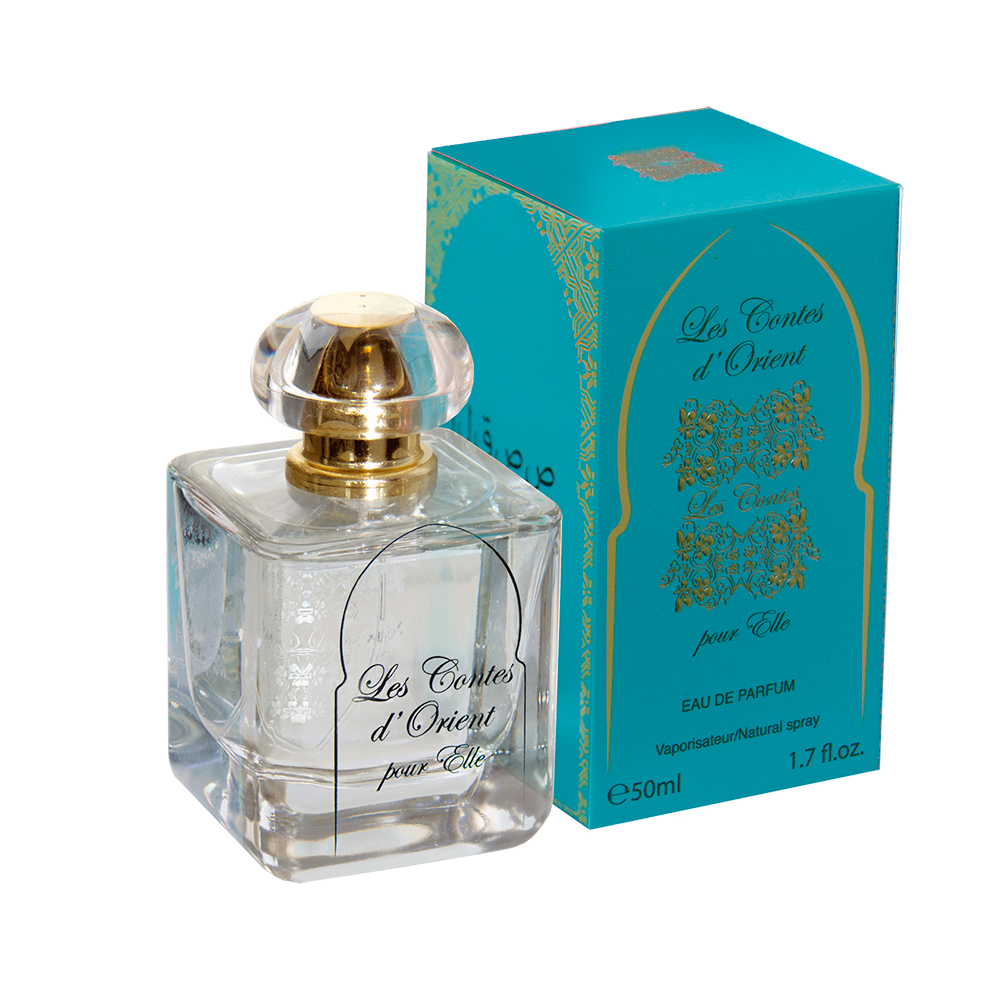 Les Contes
d'Orient
pour Elle
Les Contes
d'Orient
Les Contes
pour Elle
EAU DE PARFUM
Vaporisateur/Natural spray
℮50ml
1.7 fl.oz.